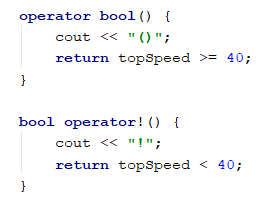 operator bool() {
    cout << "()";
    return topSpeed >= 40;
}

bool operator!() {
    cout << "!";
    return topSpeed < 40;
}